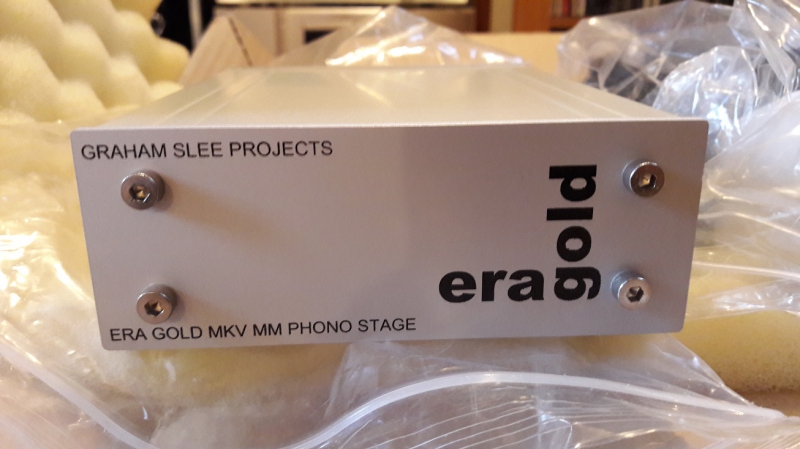 GRAHAM SLEE PROJECTS
era gold
ERA GOLD MKV MM PHONO STAGE